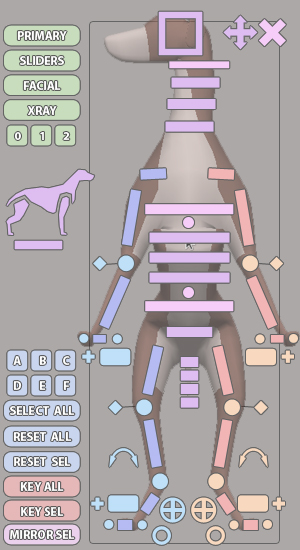 PRIMARY
SLIDERS
FACIAL
XRAY
0 1 2
A B C
D E F
SELECT ALL
RESET ALL
RESET SEL
KEY ALL
KEY SEL
MIRROR SEL